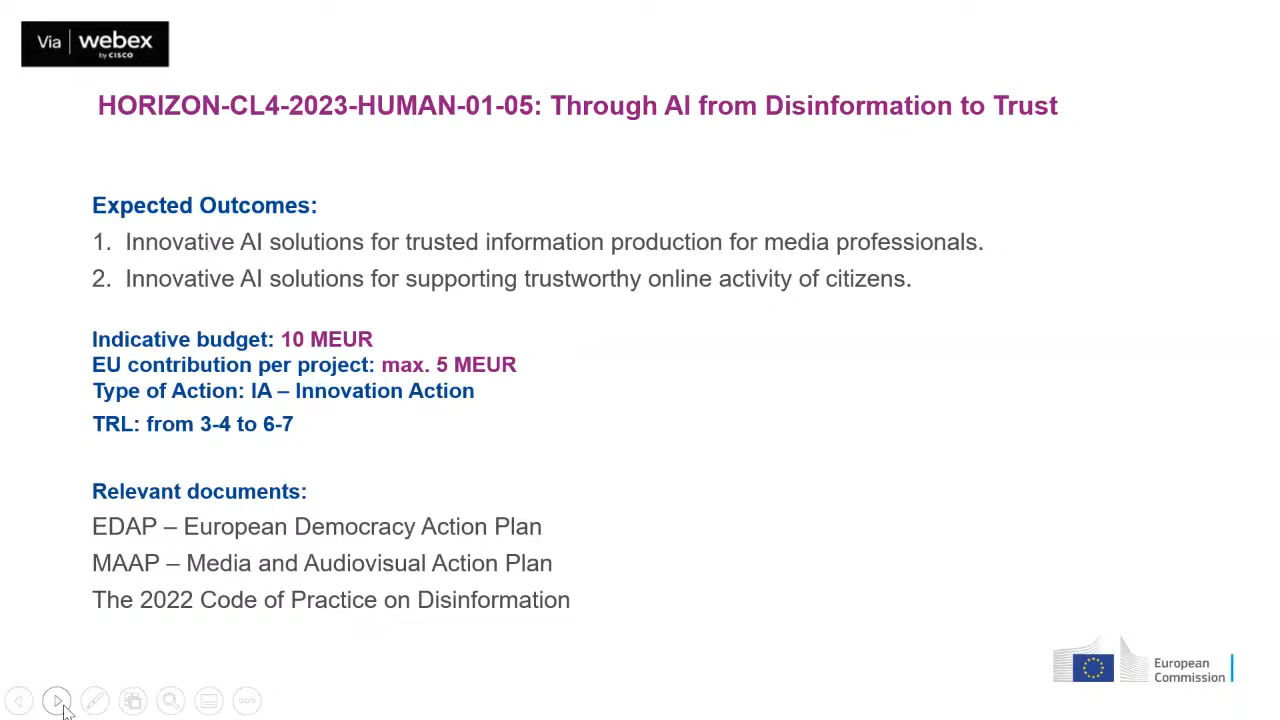 Via webex
by CISCO
HORIZON-CL4-2023-HUMAN-01-05: Through AI from Disinformation to Trust
Expected Outcomes:
1. Innovative AI solutions for trusted information production for media professionals.
2. Innovative AI solutions for supporting trustworthy online activity of citizens.
Indicative budget: 10 MEUR
EU contribution per project: max. 5 MEUR
Type of Action: IA – Innovation Action
TRL: from 3-4 to 6-7
Relevant documents:
EDAP – European Democracy Action Plan
MAAP – Media and Audiovisual Action Plan
The 2022 Code of Practice on Disinformation
European
Commission